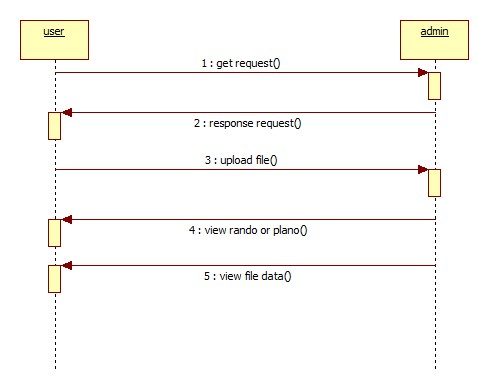 user
admin
1 : get request()
2 : response request()
3 : upload file()
4 : view rando or plano()
5 : view file data()